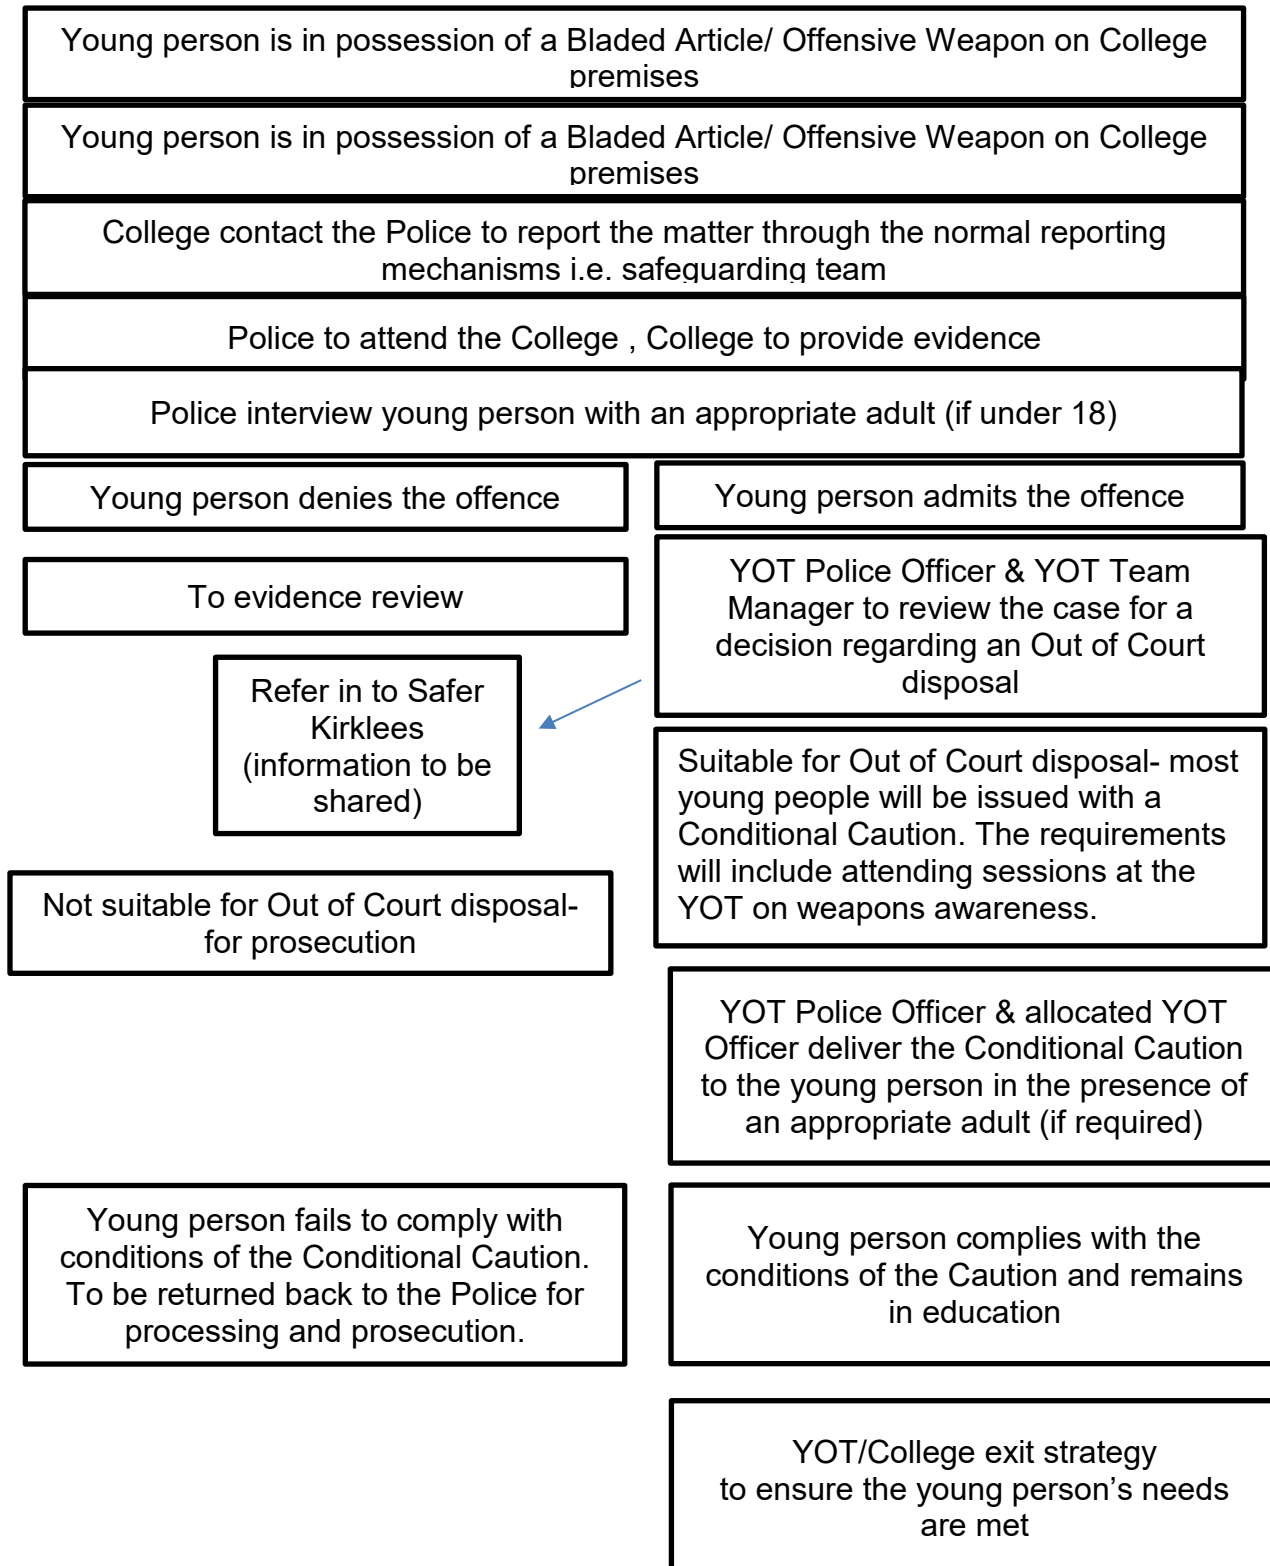 Young person is in possession of a Bladed Article/ Offensive Weapon on College
premises
Young person is in possession of a Bladed Article/ Offensive Weapon on College
premises
College contact the Police to report the matter through the normal reporting
mechanisms i.e. safeguarding team
Police to attend the College , College to provide evidence
Police interview young person with an appropriate adult (if under 18)
Young person denies the offence
Young person admits the offence
To evidence review
YOT Police Officer & YOT Team
Manager to review the case for a
decision regarding an Out of Court
disposal
Refer in to Safer
Kirklees
(information to be
shared)
Suitable for Out of Court disposal- most
young people will be issued with a
Conditional Caution. The requirements
will include attending sessions at the
YOT on weapons awareness.
Not suitable for Out of Court disposal-
for prosecution
YOT Police Officer & allocated YOT
Officer deliver the Conditional Caution
to the young person in the presence of
an appropriate adult (if required)
Young person fails to comply with
conditions of the Conditional Caution.
To be returned back to the Police for
processing and prosecution.
Young person complies with the
conditions of the Caution and remains
in education
YOT/College exit strategy
to ensure the young person’s needs
are met